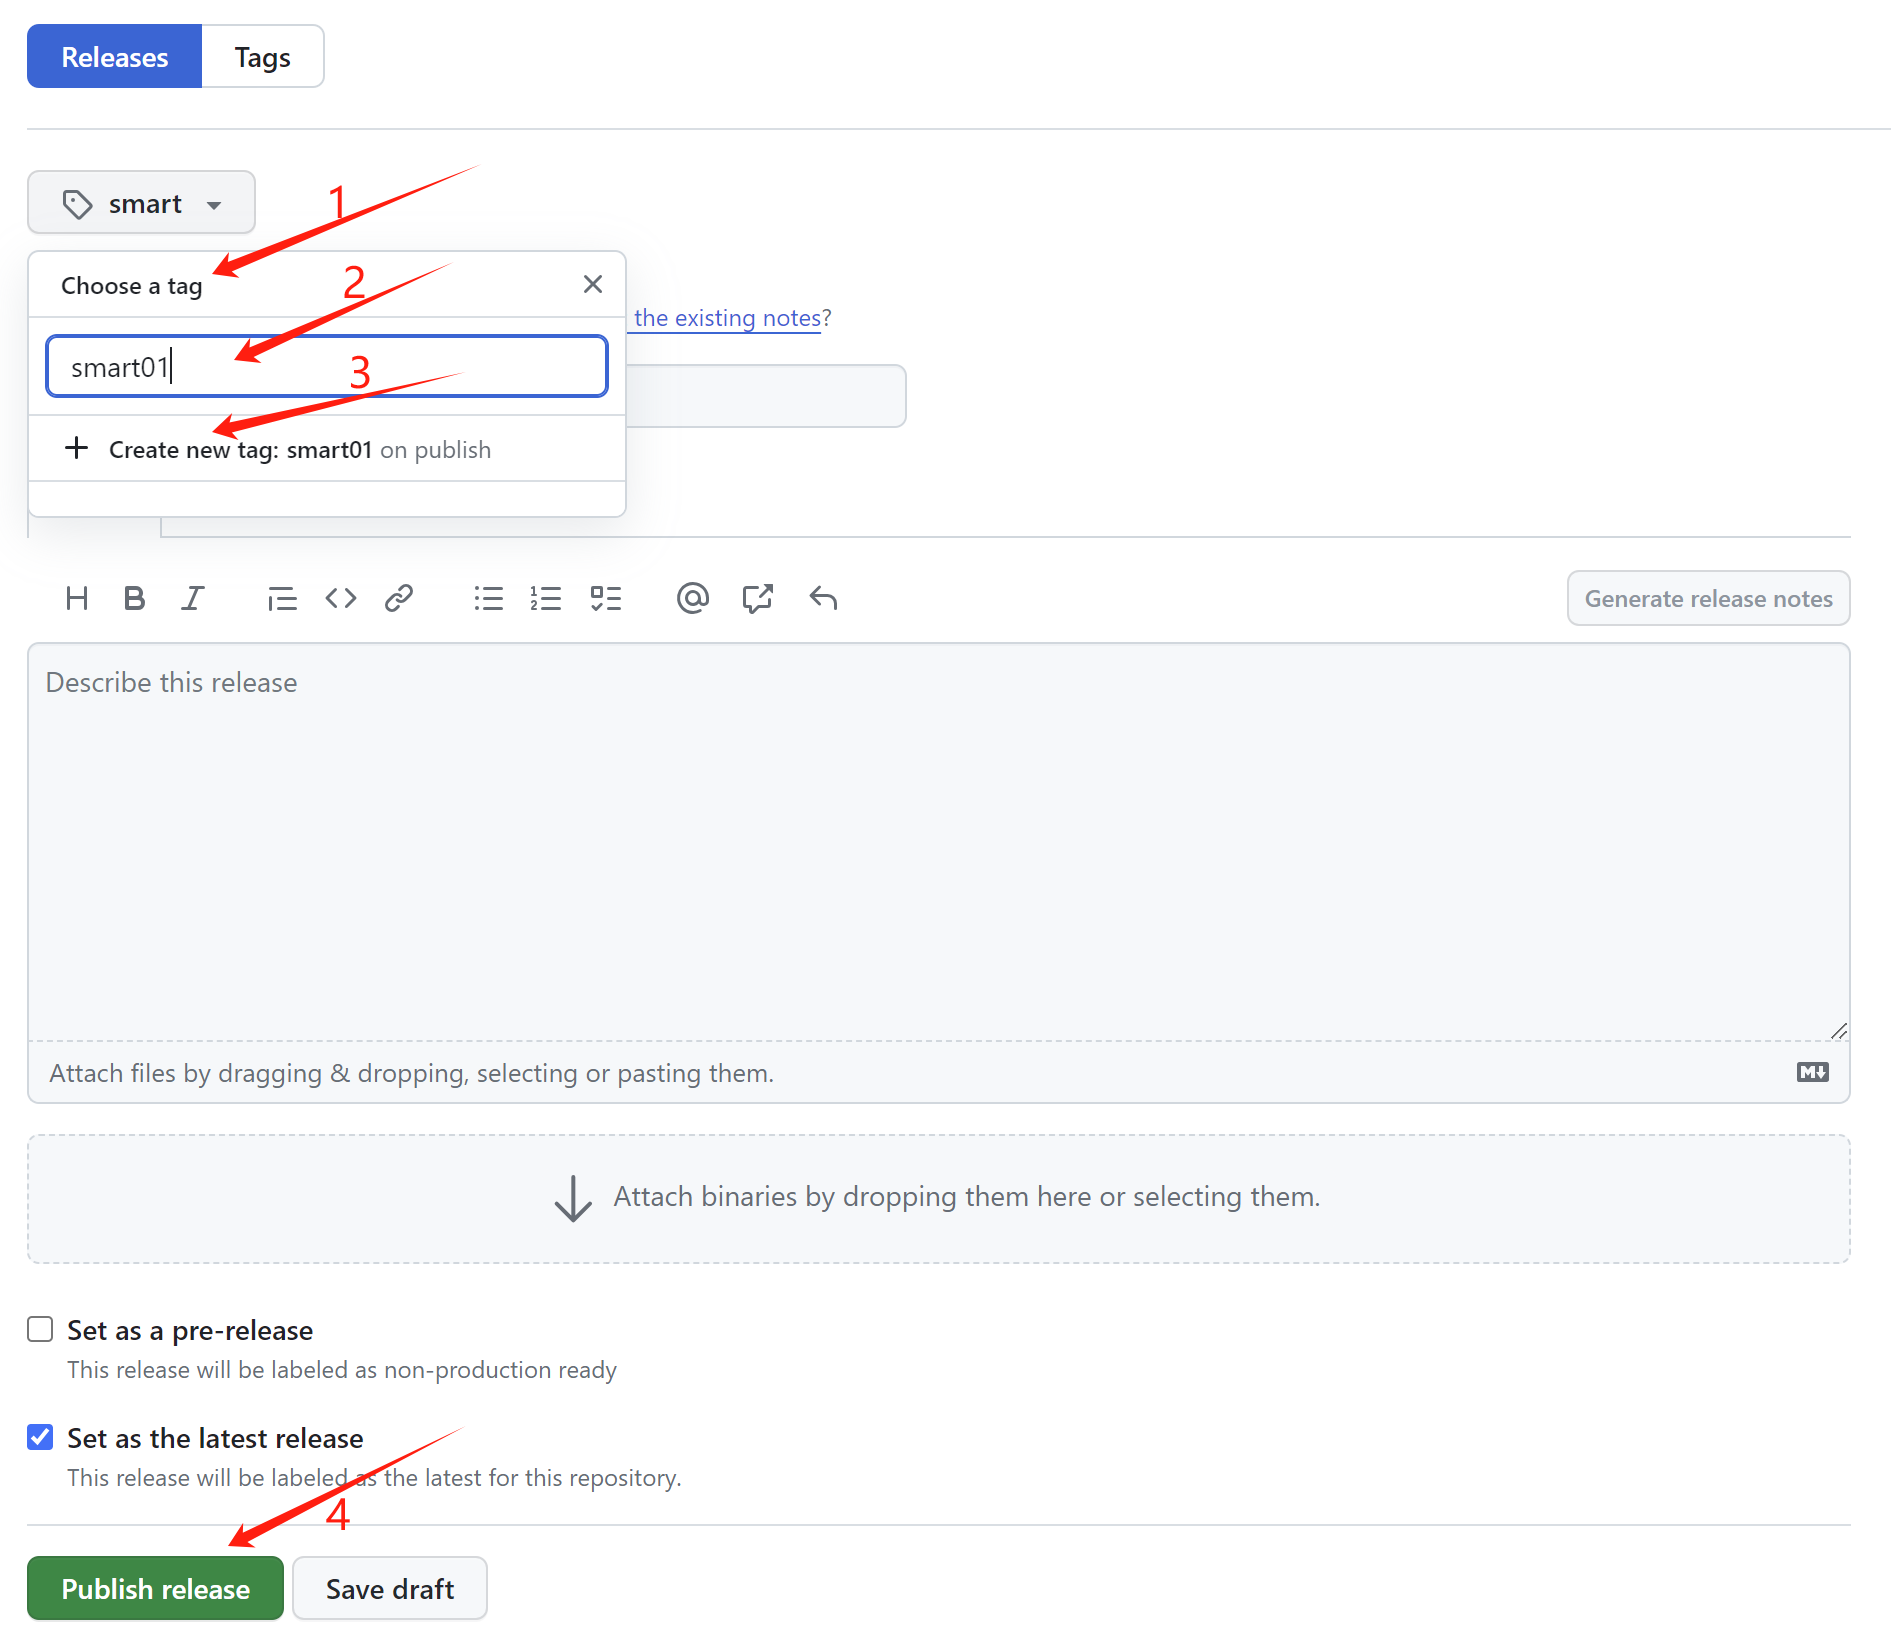 Releases Tags
smart
1
Choose a tag
2
the existing notes?
smart01
3
Create new tag: smart01 on publish
H B I
Generate release notes
Describe this release
Attach files by dragging & dropping, selecting or pasting them.
M
Attach binaries by dropping them here or selecting them.
Set as a pre-release
This release will be labeled as non-production ready
Set as the latest release
This release will be labeled as the latest for this repository.
4
Publish release Save draft